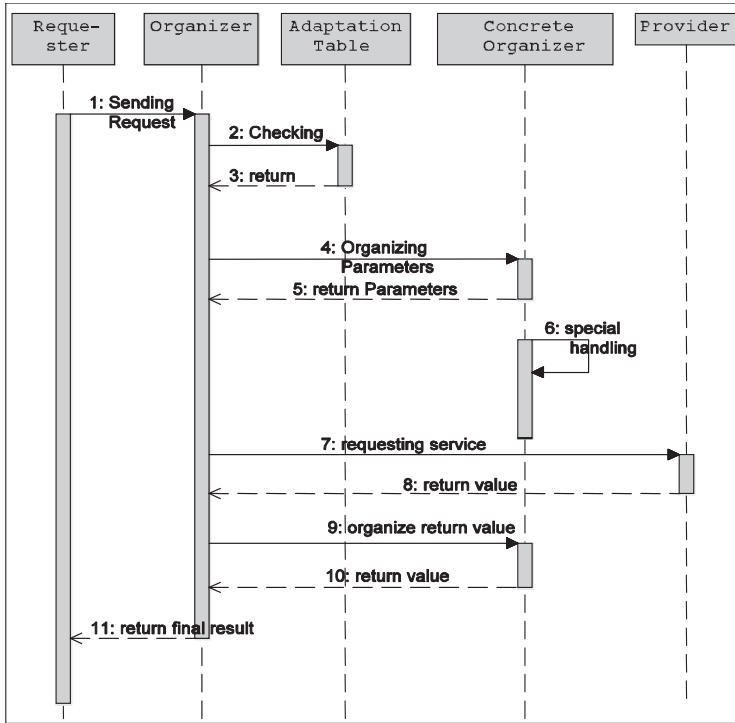 Reque-
ster
Organizer
Adaptation
Table
Concrete
Organizer
Provider
1: Sending
Request
2: Checking
3: return
4: Organizing
Parameters
5: return Parameters
6: special
handling
7: requesting service
8: return value
9: organize return value
10: return value
11: return final result